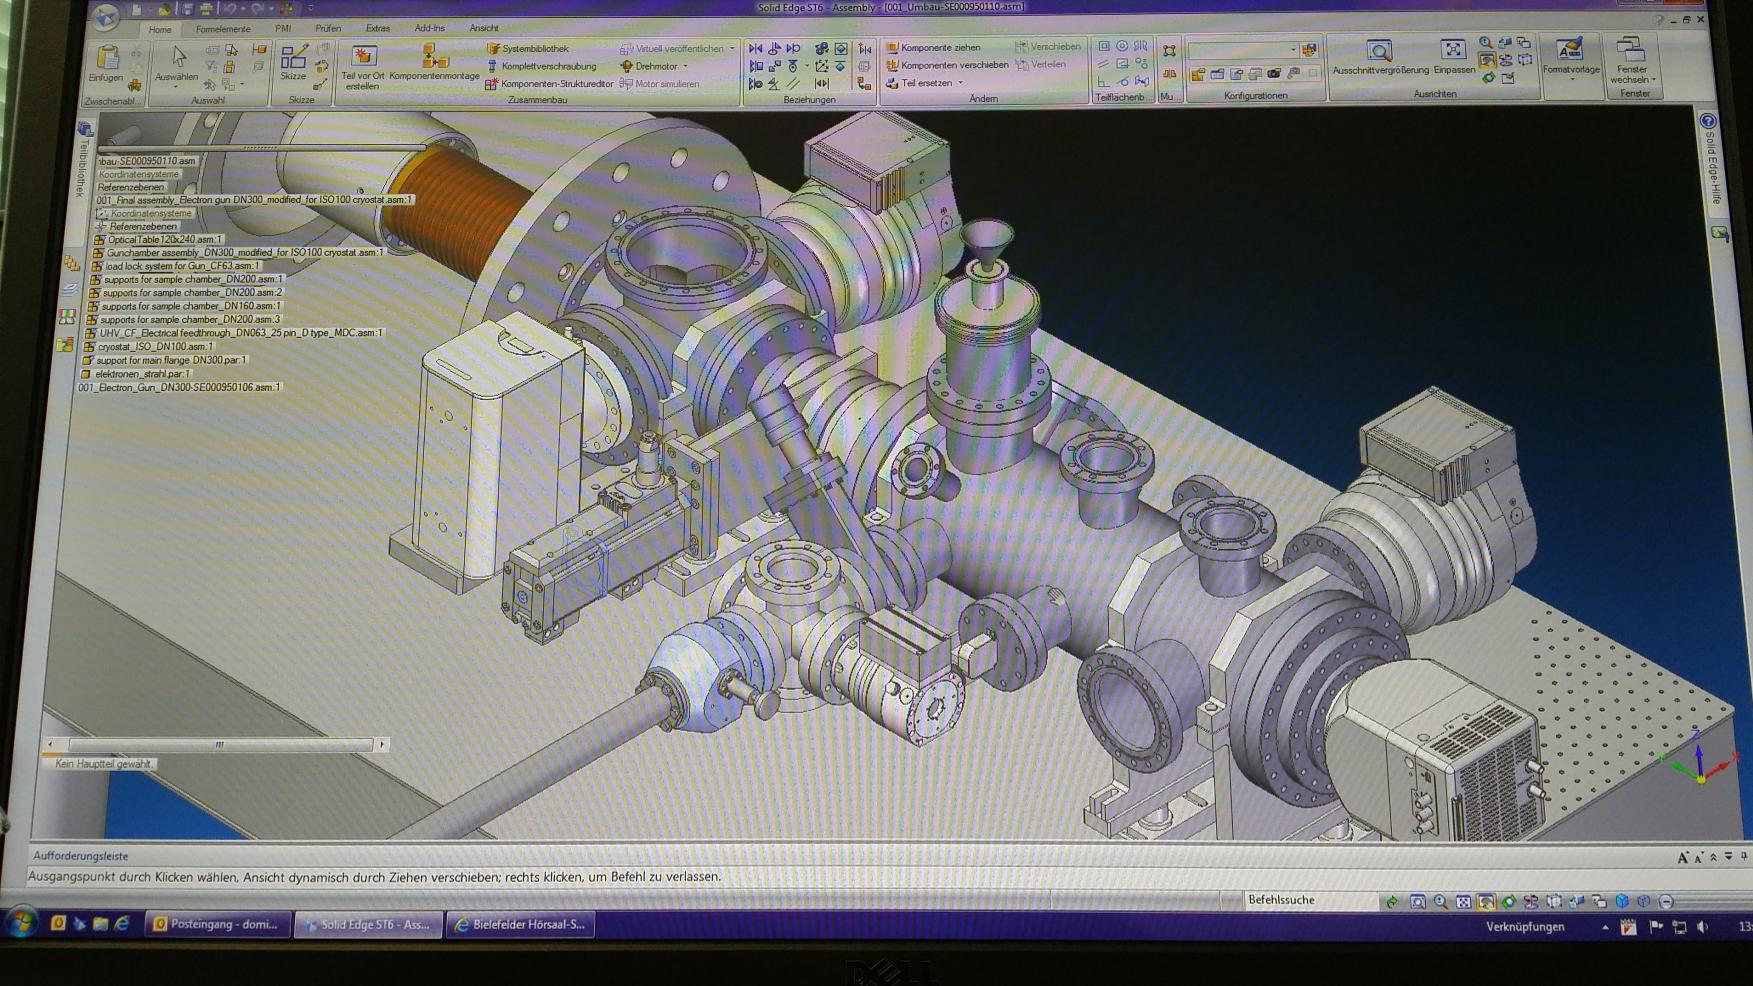 Solid Edge ST6 - Assembly - [001_Umbau-SE000950110.asm]
Home Formelemente PMI Prüfen Extras Add-Ins Ansicht
Einfügen
Zwischenabl...
Auswählen
Auswahl
Skizze
Skizze
Teil vor Ort erstellen
Komponentenmontage
Systembibliothek
Komplettverschraubung
Komponenten-Struktureditor
Virtuell veröffentlichen
Drehmotor
Motor simulieren
Zusammenbau
Beziehungen
Komponente ziehen
Komponenten verschieben
Teil ersetzen
Verschieben
Verteilen
Ändern
Teilflächenb...
Mu...
Konfigurationen
Ausschnittvergrößerung
Einpassen
Ausrichten
Formatvorlage
Fenster wechseln
Fenster
Teilbibliothek
Solid Edge-Hilfe
bau-SE000950110.asm
Koordinatensysteme
Referenzebenen
001_Final assembly_Electron gun DN300_modified_for ISO100 cryostat.asm:1
Koordinatensysteme
Referenzebenen
OpticalTable120x240.asm:1
Gunchamber assembly_DN300_modified_for ISO100 cryostat.asm:1
load lock system for Gun_CF63.asm:1
supports for sample chamber_DN200.asm:1
supports for sample chamber_DN200.asm:2
supports for sample chamber_DN160.asm:1
supports for sample chamber_DN200.asm:3
UHV_CF_Electrical feedthrough_DN063_25 pin_D type_MDC.asm:1
cryostat_ISO_DN100.asm:1
support for main flange DN300.par:1
elektronen_strahl.par:1
001_Electron_Gun_DN300-SE000950106.asm:1
Kein Hauptteil gewählt.
Z
Aufforderungsleiste
Ausgangspunkt durch Klicken wählen, Ansicht dynamisch durch Ziehen verschieben; rechts klicken, um Befehl zu verlassen.
Befehlssuche
Posteingang - domi...
Solid Edge ST6 - Ass...
Bielefelder Hörsaal-S...
Verknüpfungen
13:
DELL